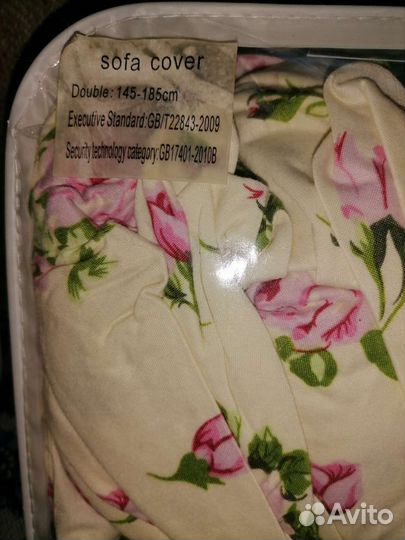 sofa cover
Double: 145-185cm
Executive Standard:GB/T22843-2009
Security technology category:GB17401-2010B
Avito